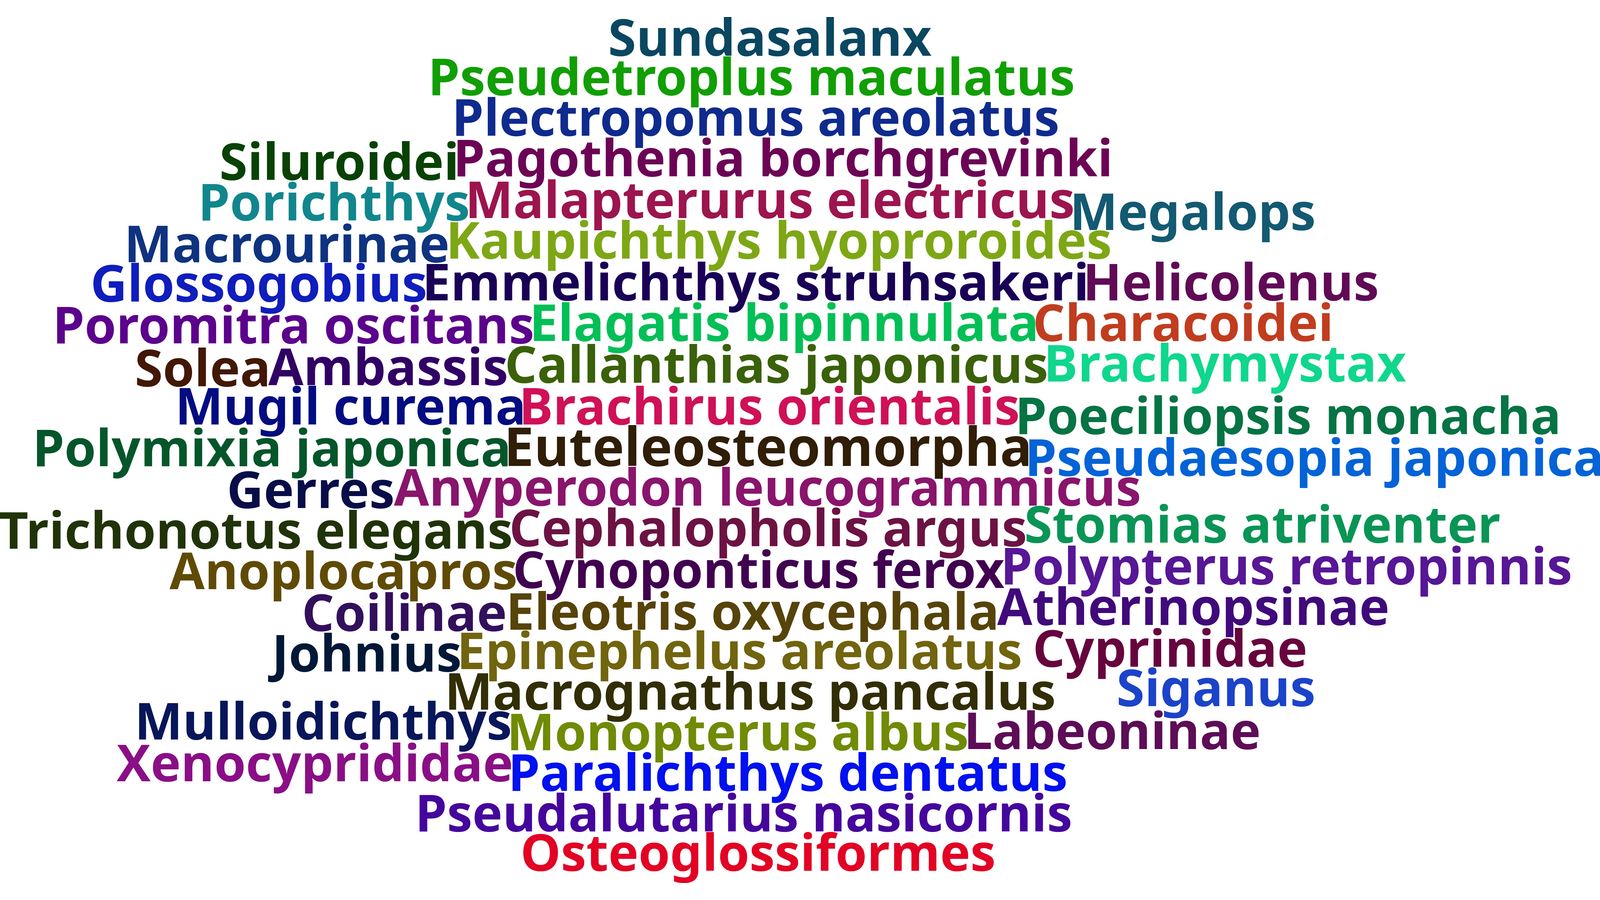 Sundasalanx
Pseudetroplus maculatus
Plectropomus areolatus
Siluroidei Pagothenia borchgrevinki
Porichthys Malapterurus electricus Megalops
Macrourinae Kaupichthys hyoproroides
Glossogobius Emmelichthys struhsakeri Helicolenus
Poromitra oscitans Elagatis bipinnulata Characoidei
Solea Ambassis Callanthias japonicus Brachymystax
Mugil curema Brachirus orientalis Poeciliopsis monacha
Polymixia japonica Euteleosteomorpha Pseudaesopia japonica
Gerres Anyperodon leucogrammicus
Trichonotus elegans Cephalopholis argus Stomias atriventer
Anoplocapros Cynoponticus ferox Polypterus retropinnis
Coilinae Eleotris oxycephala Atherinopsinae
Johnius Epinephelus areolatus Cyprinidae
Macrognathus pancalus Siganus
Mulloidichthys Monopterus albus Labeoninae
Xenocyprididae Paralichthys dentatus
Pseudalutarius nasicornis
Osteoglossiformes